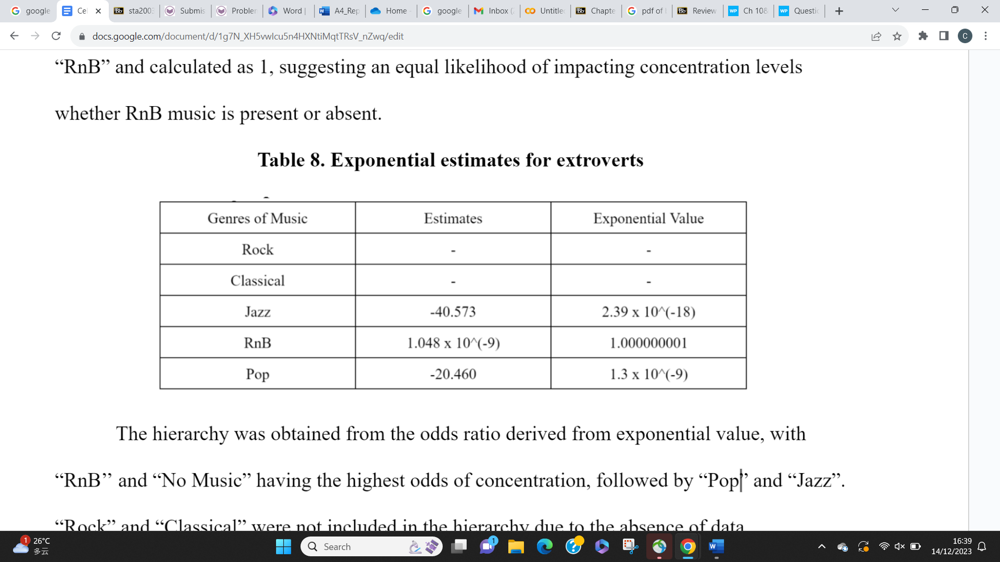 google
Cel
sta2003
Submis
Problem
Word |
A4_Rep
Home -
google
Inbox (
Untitled
Chapte
pdf of
Review
Ch 108
Questic
docs.google.com/document/d/1g7N_XH5vwIcu5n4HXNtiMqtTRsV_nZwq/edit
C
“RnB” and calculated as 1, suggesting an equal likelihood of impacting concentration levels
whether RnB music is present or absent.
Table 8. Exponential estimates for extroverts
Genres of Music Estimates Exponential Value
Rock - -
Classical - -
Jazz -40.573 2.39 x 10^(-18)
RnB 1.048 x 10^(-9) 1.000000001
Pop -20.460 1.3 x 10^(-9)
The hierarchy was obtained from the odds ratio derived from exponential value, with
“RnB” and “No Music” having the highest odds of concentration, followed by “Pop” and “Jazz”.
“Rock” and “Classical” were not included in the hierarchy due to the absence of data
1
26°C
多云
Search
1
16:39
14/12/2023